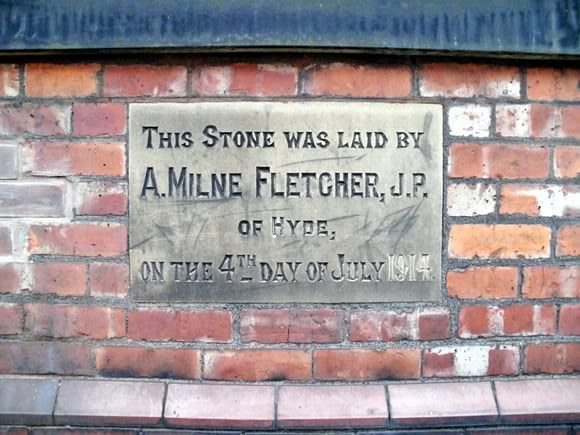 THIS STONE WAS LAID BY
A. MILNE FLETCHER, J.P.
OF HYDE,
ON THE 4TH DAY OF JULY 1914.